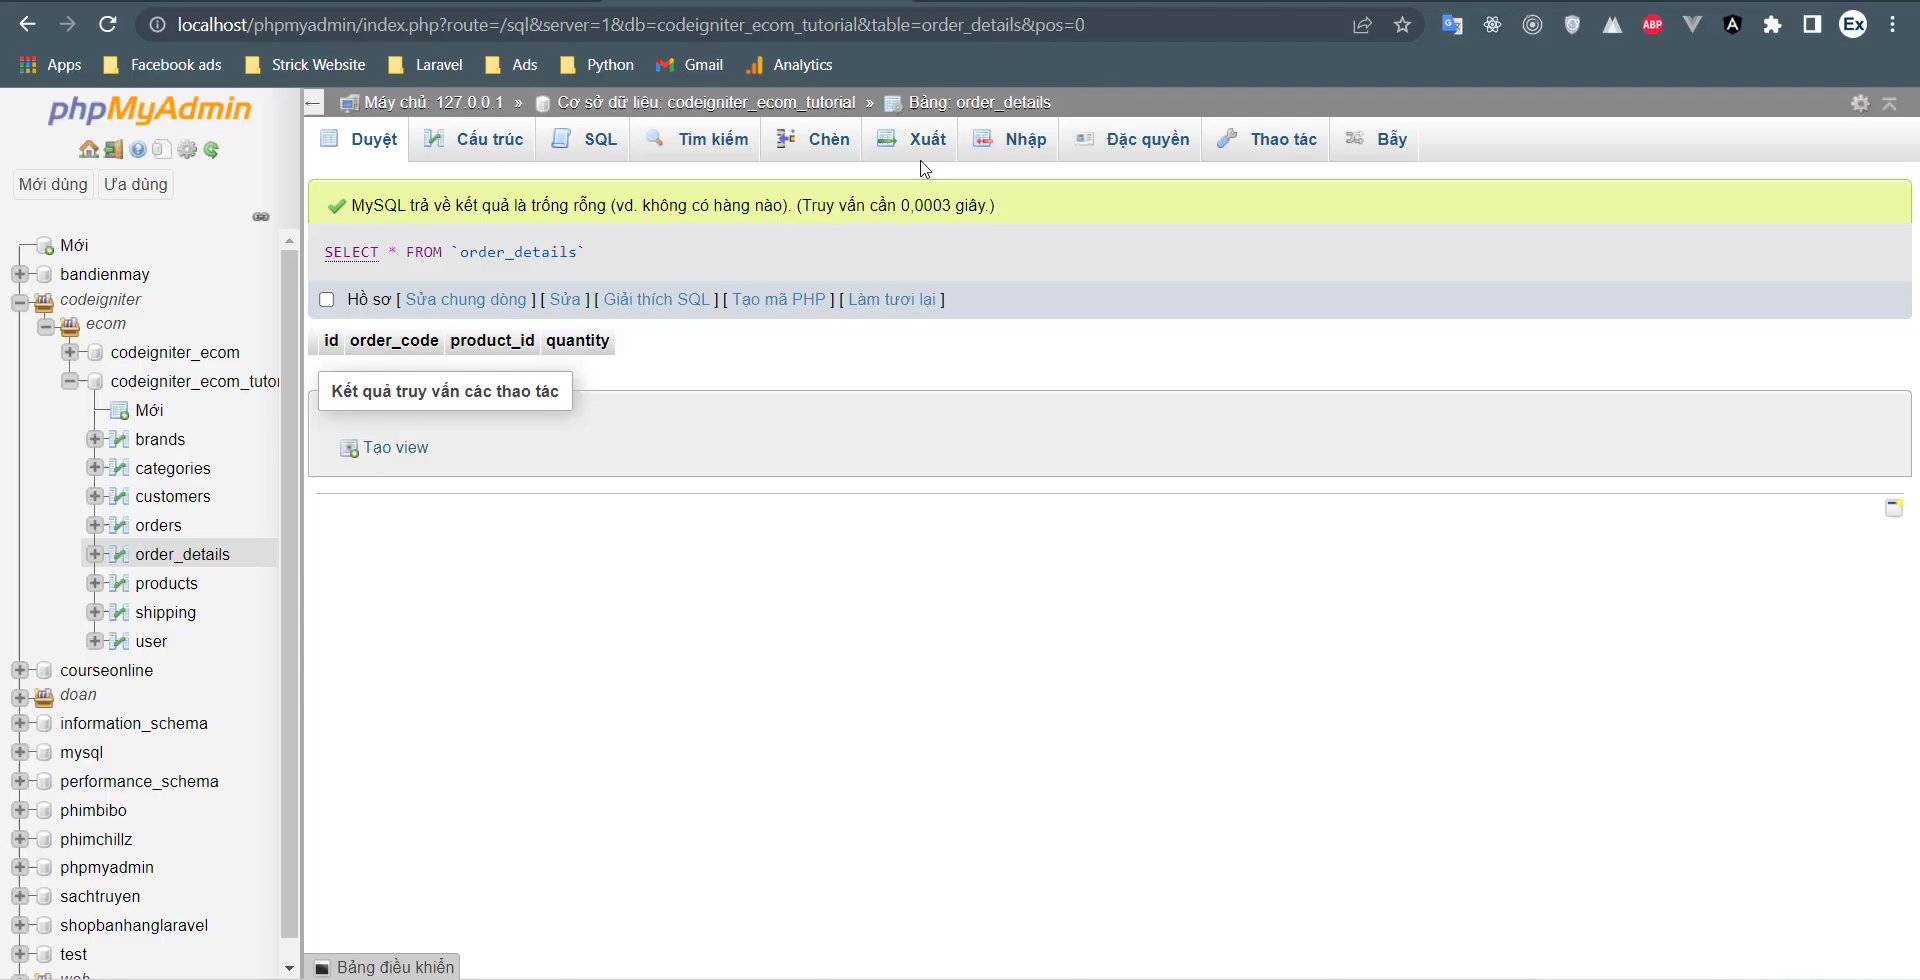 localhost/phpmyadmin/index.php?route=/sql&server=1&db=codeigniter_ecom_tutorial&table=order_details&pos=0
ABP
A
Ex
Apps
Facebook ads
Strick Website
Laravel
Ads
Python
Gmail
Analytics
phpMyAdmin
Mới dùng
Ưa dùng
Mới
bandienmay
codeigniter
ecom
codeigniter_ecom
codeigniter_ecom_tutor
Mới
brands
categories
customers
orders
order_details
products
shipping
user
courseonline
doan
information_schema
mysql
performance_schema
phimbibo
phimchillz
phpmyadmin
sachtruyen
shopbanhanglaravel
test
web
Máy chủ: 127.0.0.1 » Cơ sở dữ liệu: codeigniter_ecom_tutorial » Bảng: order_details
Duyệt
Cấu trúc
SQL
Tìm kiếm
Chèn
Xuất
Nhập
Đặc quyền
Thao tác
Bẫy
MySQL trả về kết quả là trống rỗng (vd. không có hàng nào). (Truy vấn cần 0,0003 giây.)
SELECT * FROM `order_details`
Hồ sơ [ Sửa chung dòng ] [ Sửa ] [ Giải thích SQL ] [ Tạo mã PHP ] [ Làm tươi lại ]
id order_code product_id quantity
Kết quả truy vấn các thao tác
Tạo view
Bảng điều khiển